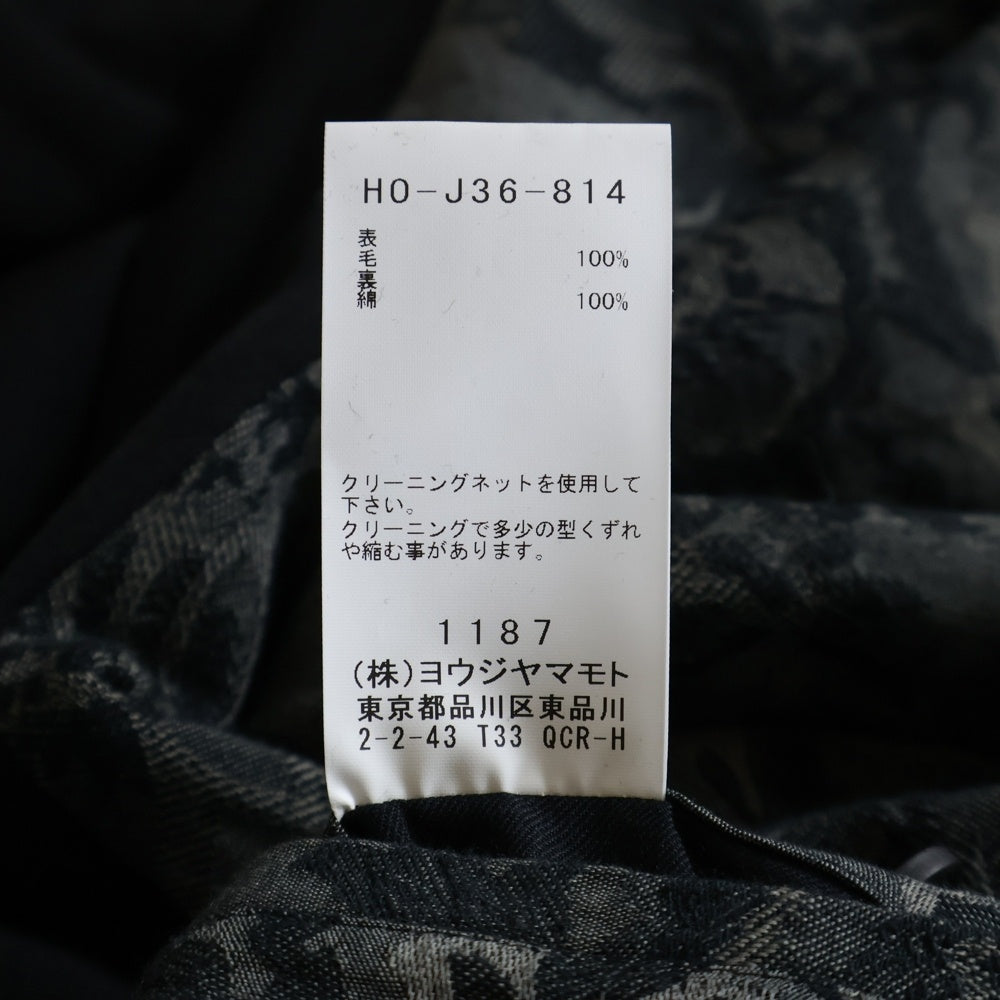 HO-J36-814
表
毛 100%
裏
綿 100%
クリーニングネットを使用して
下さい。
クリーニングで多少の型くずれ
や縮む事があります。
1187
(株)ヨウジヤマモト
東京都品川区東品川
2-2-43 T33 QCR-H